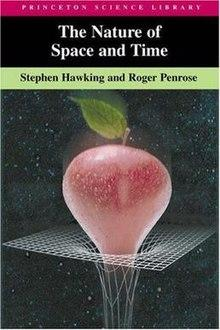 PRINCETON SCIENCE LIBRARY
The Nature of
Space and Time
Stephen Hawking and Roger Penrose